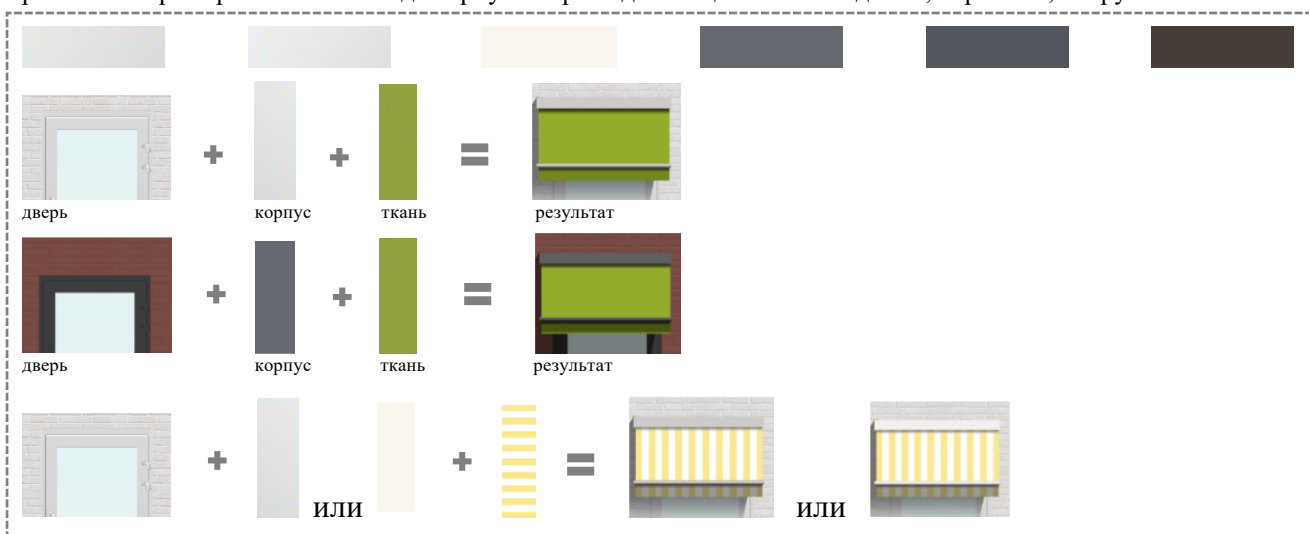 дверь корпус ткань результат
дверь корпус ткань результат
или или